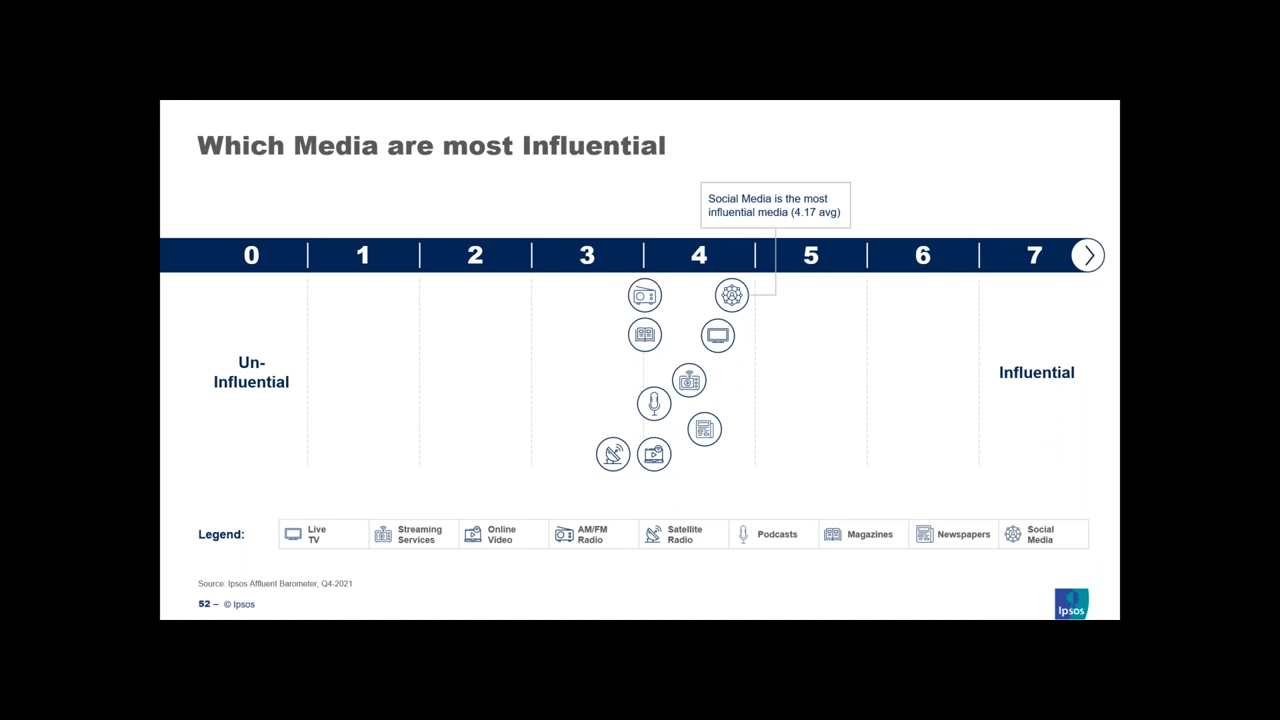 Which Media are most Influential
Social Media is the most
influential media (4.17 avg)
0 1 2 3 4 5 6 7
Un-
Influential
Influential
Legend:
Live
TV
Streaming
Services
Online
Video
AM/FM
Radio
Satellite
Radio
Podcasts
Magazines
Newspapers
Social
Media
Source: Ipsos Affluent Barometer, Q4-2021
52 – © Ipsos
Ipsos